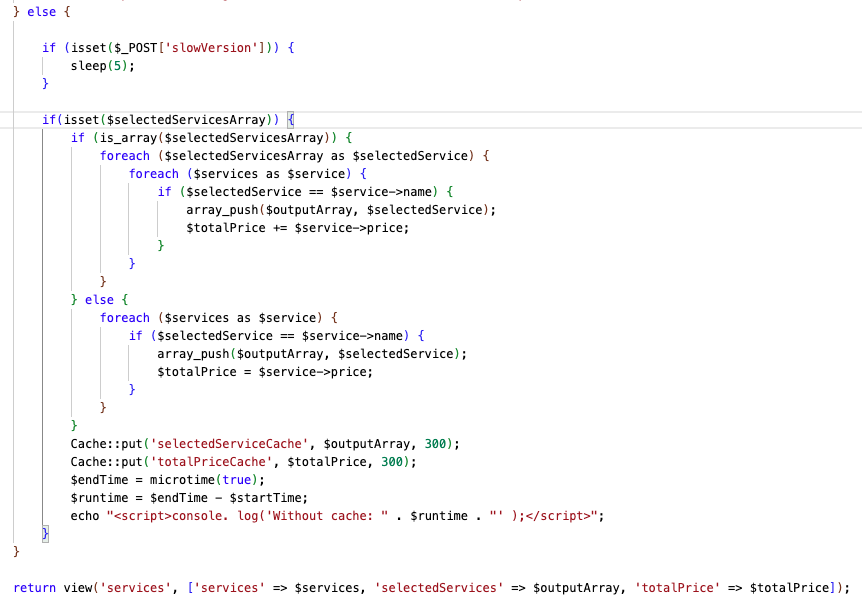 } else {
if (isset($_POST['slowVersion'])) {
sleep(5);
}
if(isset($selectedServicesArray)) {
if (is_array($selectedServicesArray)) {
foreach ($selectedServicesArray as $selectedService) {
foreach ($services as $service) {
if ($selectedService == $service->name) {
array_push($outputArray, $selectedService);
$totalPrice += $service->price;
}
}
}
} else {
foreach ($services as $service) {
if ($selectedService == $service->name) {
array_push($outputArray, $selectedService);
$totalPrice = $service->price;
}
}
}
Cache::put('selectedServiceCache', $outputArray, 300);
Cache::put('totalPriceCache', $totalPrice, 300);
$endTime = microtime(true);
$runtime = $endTime - $startTime;
echo "<script>console. log('Without cache: " . $runtime . "' );</script>";
}
}
return view('services', ['services' => $services, 'selectedServices' => $outputArray, 'totalPrice' => $totalPrice]);